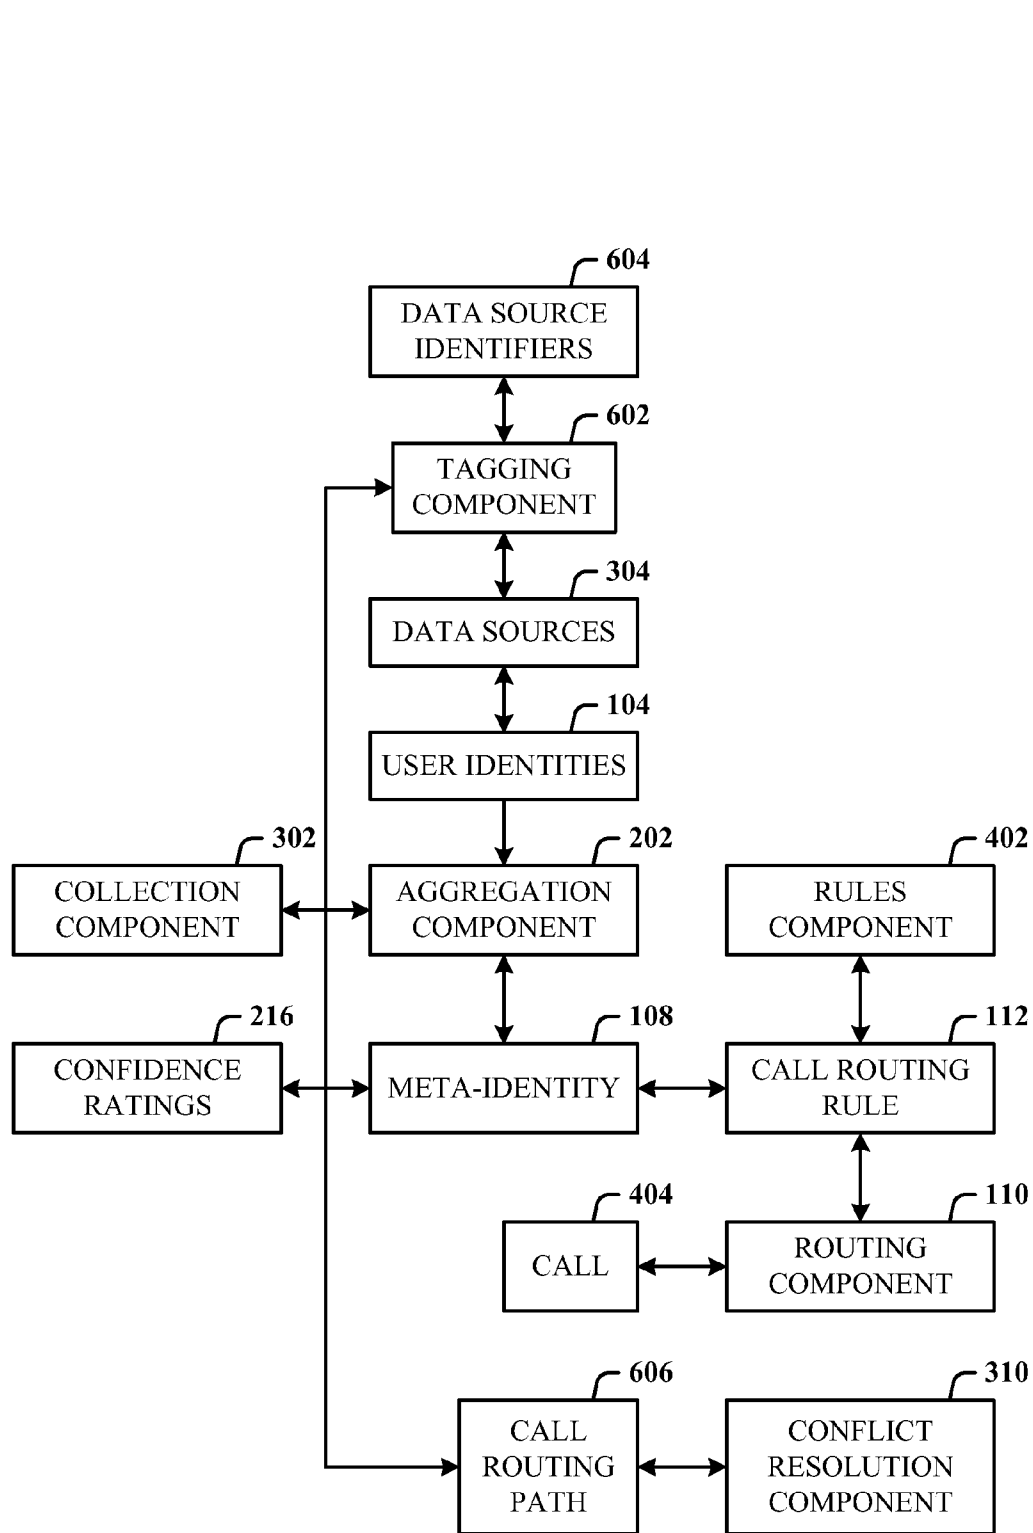 604
DATA SOURCE
IDENTIFIERS
602
TAGGING
COMPONENT
304
DATA SOURCES
104
USER IDENTITIES
302
COLLECTION
COMPONENT
202
AGGREGATION
COMPONENT
402
RULES
COMPONENT
216
CONFIDENCE
RATINGS
108
META-IDENTITY
112
CALL ROUTING
RULE
404
CALL
110
ROUTING
COMPONENT
606
CALL
ROUTING
PATH
310
CONFLICT
RESOLUTION
COMPONENT